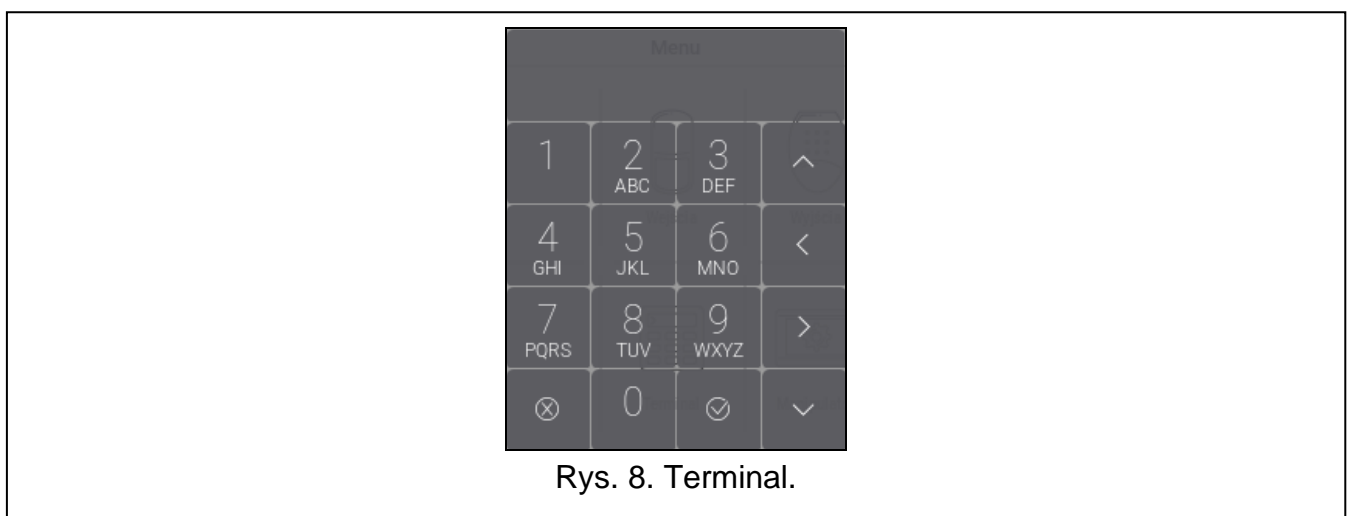 Menu
1 2 3
ABC DEF
4 5 6
GHI JKL MNO
7 8 9
PQRS TUV WXYZ
0
Terminal
Rys. 8. Terminal.